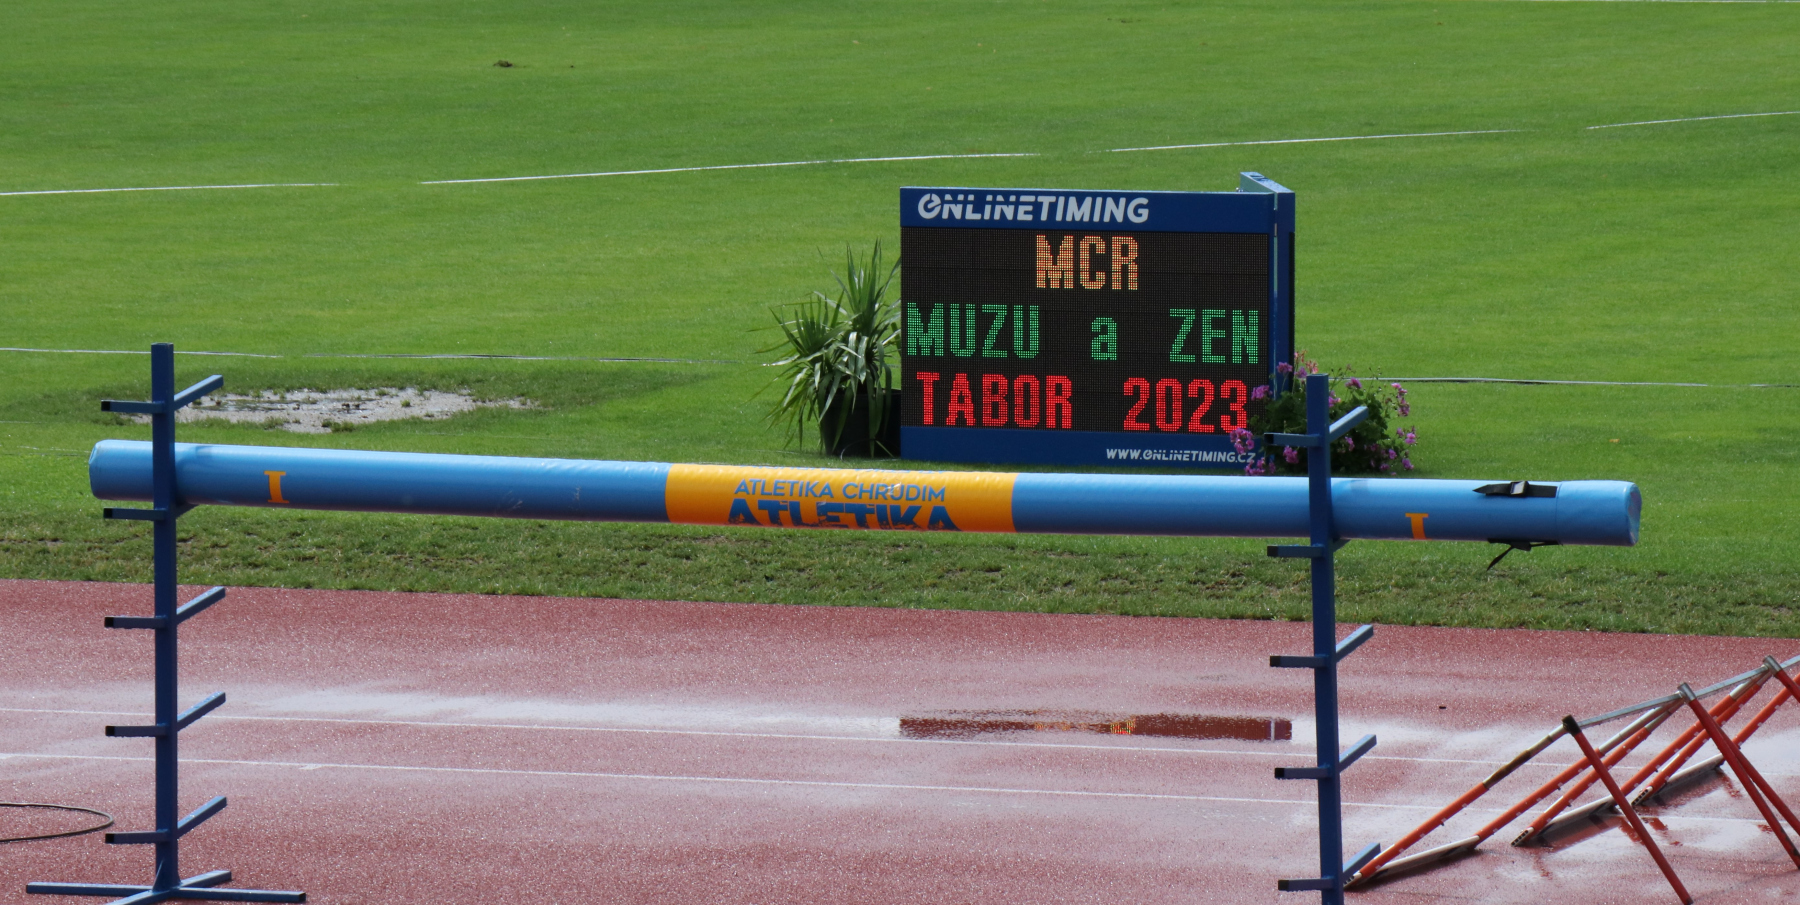 ONLINETIMING
MCR
MUZU a ZEN
TABOR 2023
WWW.ONLINETIMING.CZ
I
ATLETIKA CHRUDIM
ATLETIKA